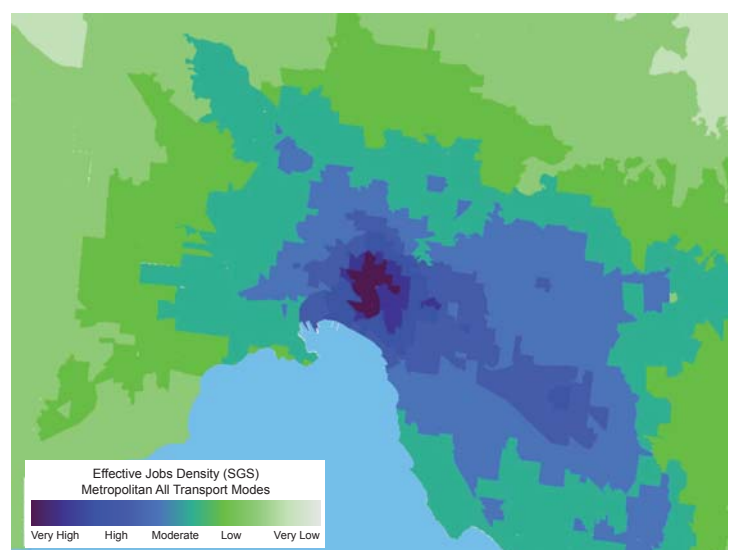 Effective Jobs Density (SGS)
Metropolitan All Transport Modes
Very High High Moderate Low Very Low